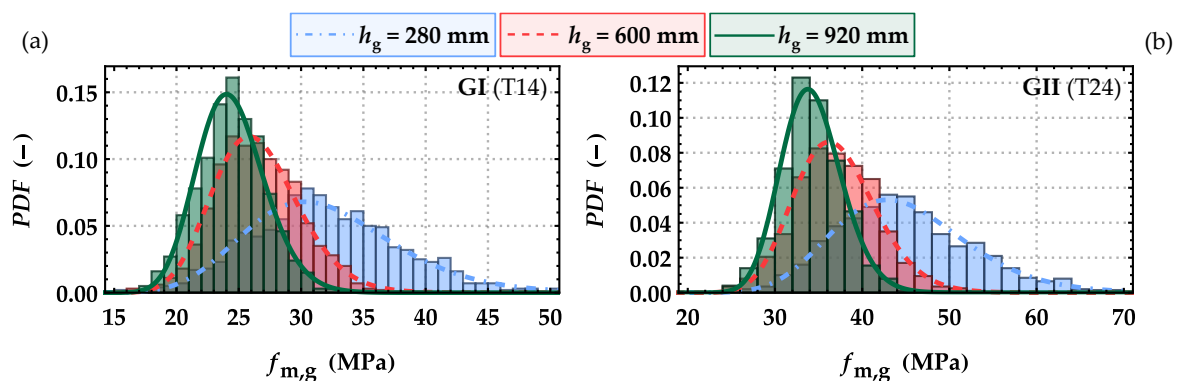 (a) h_g = 280 mm h_g = 600 mm h_g = 920 mm (b)
GI (T14)
0.15
0.10
0.05
0.00
PDF (−)
15 20 25 30 35 40 45 50
f_m,g (MPa)
GII (T24)
0.12
0.10
0.08
0.06
0.04
0.02
0.00
PDF (−)
20 30 40 50 60 70
f_m,g (MPa)